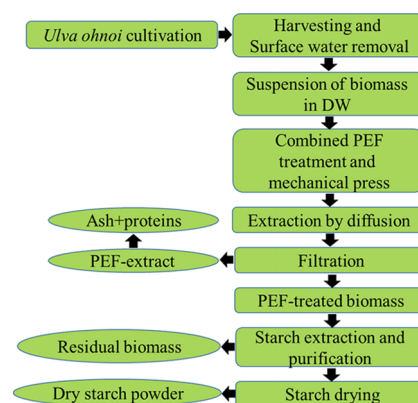 Ulva ohnoi cultivation
Harvesting and
Surface water removal
Suspension of biomass
in DW
Combined PEF
treatment and
mechanical press
Extraction by diffusion
Ash+proteins
PEF-extract
Filtration
PEF-treated biomass
Starch extraction and
purification
Residual biomass
Dry starch powder
Starch drying